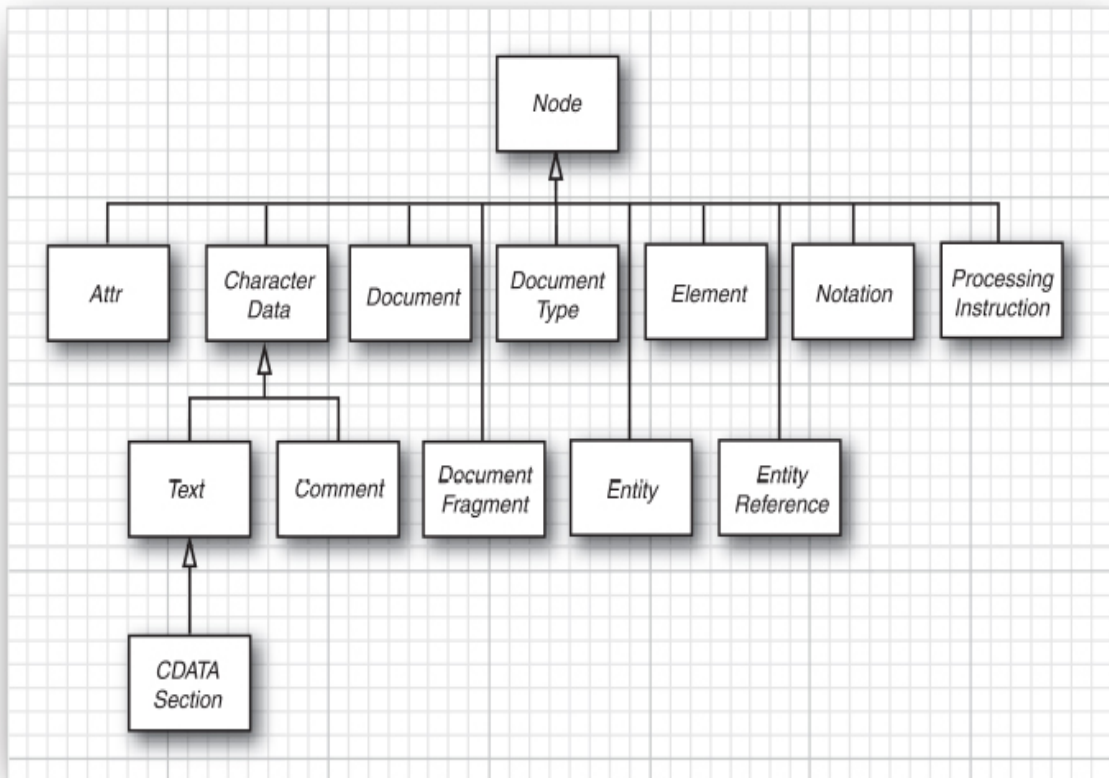 Node
Attr
Character
Data
Document
Document
Type
Element
Notation
Processing
Instruction
Text
Comment
Document
Fragment
Entity
Entity
Reference
CDATA
Section